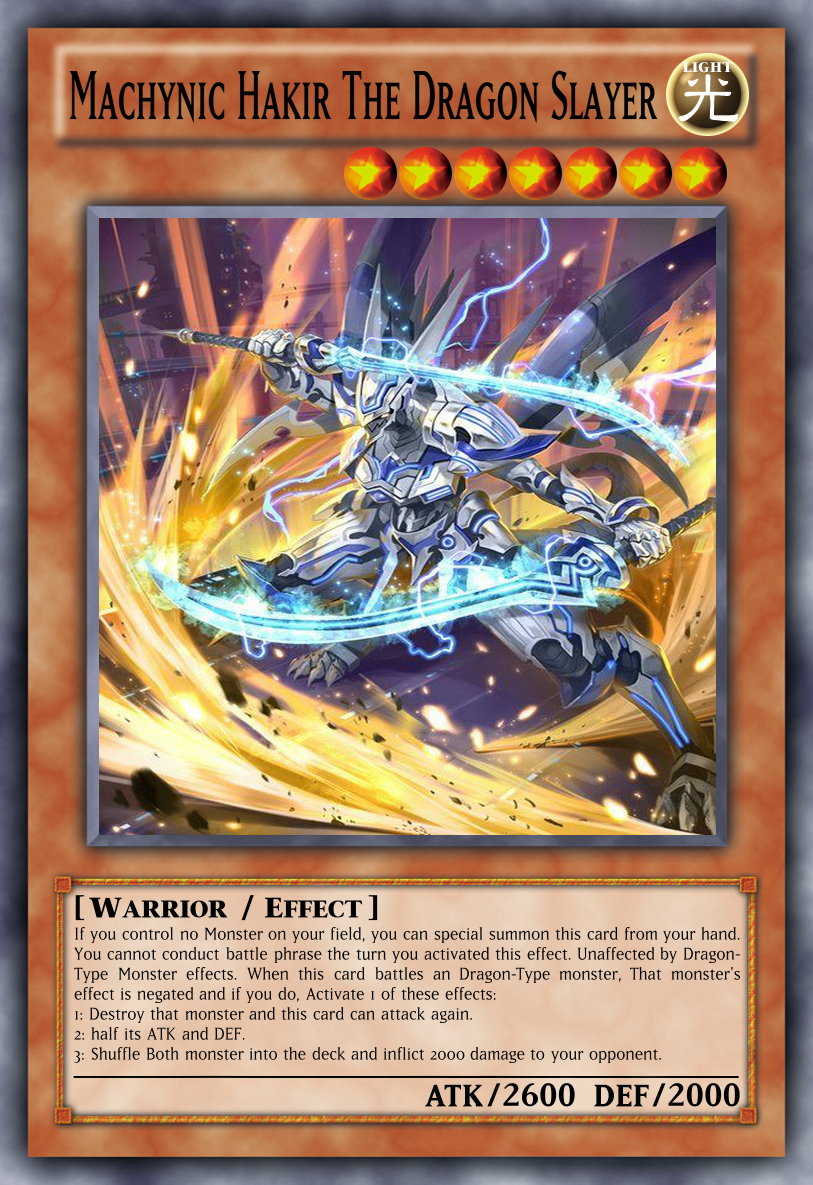 Machynic Hakir The Dragon Slayer
LIGHT
光
[ Warrior / Effect ]
If you control no Monster on your field, you can special summon this card from your hand.
You cannot conduct battle phrase the turn you activated this effect. Unaffected by Dragon-
Type Monster effects. When this card battles an Dragon-Type monster, That monster's
effect is negated and if you do, Activate 1 of these effects:
1: Destroy that monster and this card can attack again.
2: half its ATK and DEF.
3: Shuffle Both monster into the deck and inflict 2000 damage to your opponent.
ATK/2600 DEF/2000